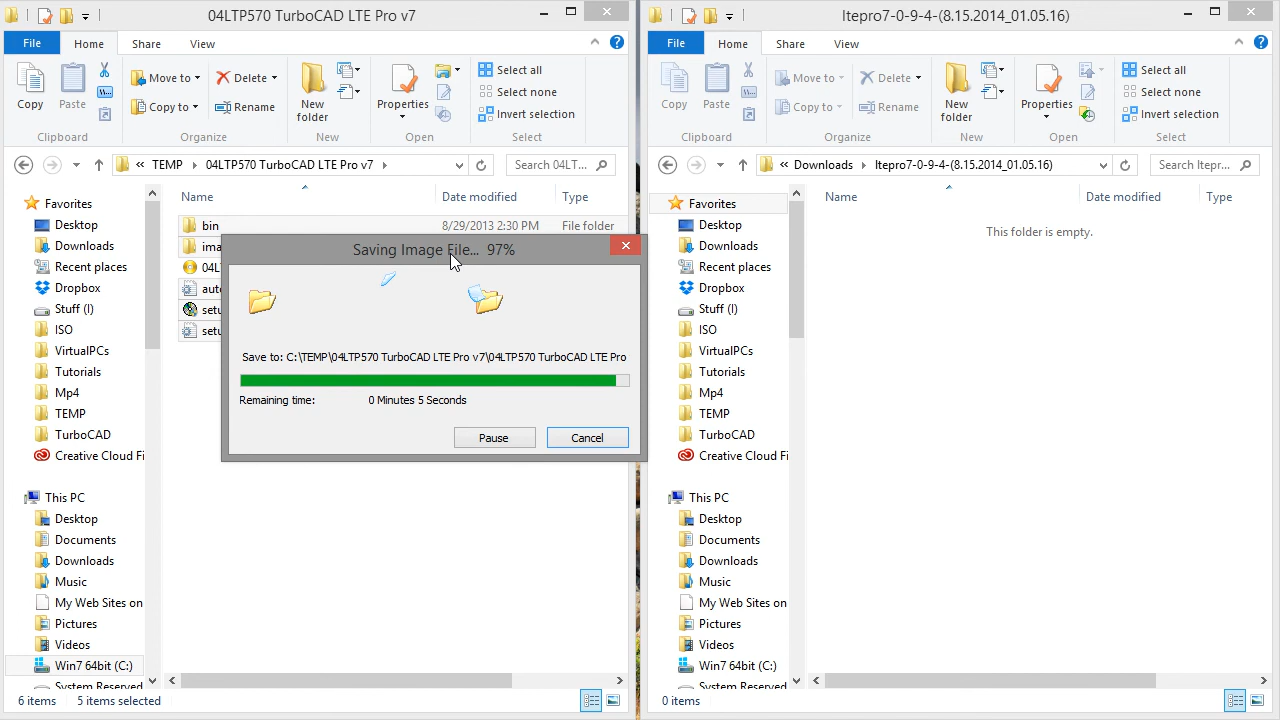 04LTP570 TurboCAD LTE Pro v7
File
Home
Share
View
Copy
Paste
Move to
Copy to
Delete
Rename
New
folder
Properties
Select all
Select none
Invert selection
Clipboard
Organize
New
Open
Select
« TEMP
04LTP570 TurboCAD LTE Pro v7
Search 04LT...
Favorites
Desktop
Downloads
Recent places
Dropbox
Stuff (I)
ISO
VirtualPCs
Tutorials
Mp4
TEMP
TurboCAD
Creative Cloud Fi
This PC
Desktop
Documents
Downloads
Music
My Web Sites on
Pictures
Videos
Win7 64bit (C:)
System Reserved
Name
Date modified
Type
bin
8/29/2013 2:30 PM
File folder
ima
04L
auto
setu
setu
Saving Image File... 97%
Save to: C:\TEMP\04LTP570 TurboCAD LTE Pro v7\04LTP570 TurboCAD LTE Pro
Remaining time:
0 Minutes 5 Seconds
Pause
Cancel
6 items
5 items selected
ltepro7-0-9-4-(8.15.2014_01.05.16)
File
Home
Share
View
Copy
Paste
Move to
Copy to
Delete
Rename
New
folder
Properties
Select all
Select none
Invert selection
Clipboard
Organize
New
Open
Select
« Downloads
ltepro7-0-9-4-(8.15.2014_01.05.16)
Search ltepr...
Favorites
Desktop
Downloads
Recent places
Dropbox
Stuff (I)
ISO
VirtualPCs
Tutorials
Mp4
TEMP
TurboCAD
Creative Cloud Fi
This PC
Desktop
Documents
Downloads
Music
My Web Sites on
Pictures
Videos
Win7 64bit (C:)
System Reserved
Name
Date modified
Type
This folder is empty.
0 items